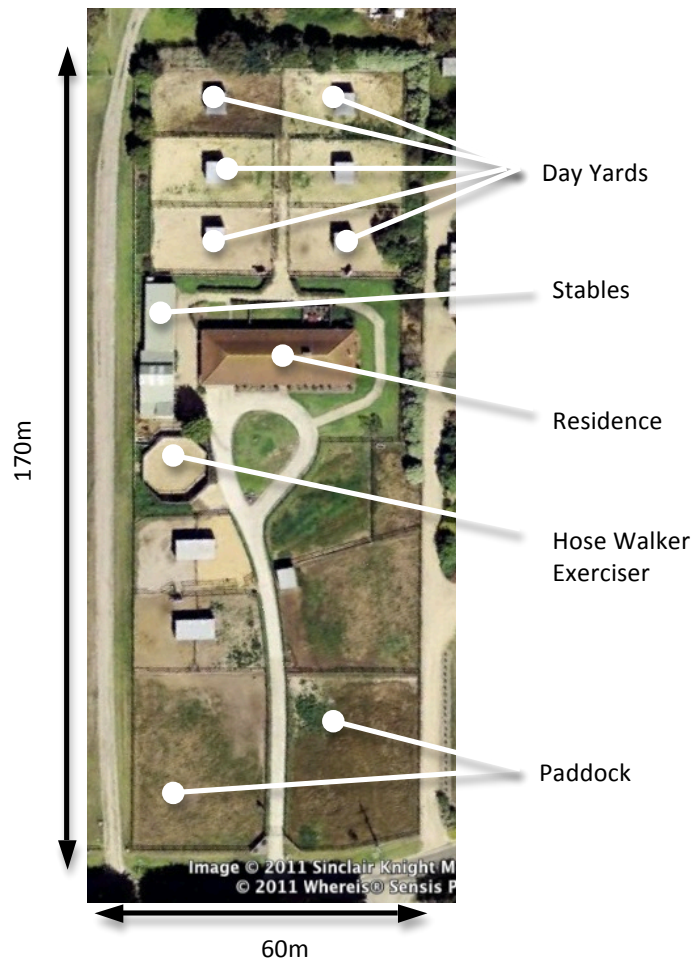 Day Yards
Stables
Residence
170m
Hose Walker
Exerciser
Paddock
Image © 2011 Sinclair Knight M
© 2011 Whereis® Sensis P
60m